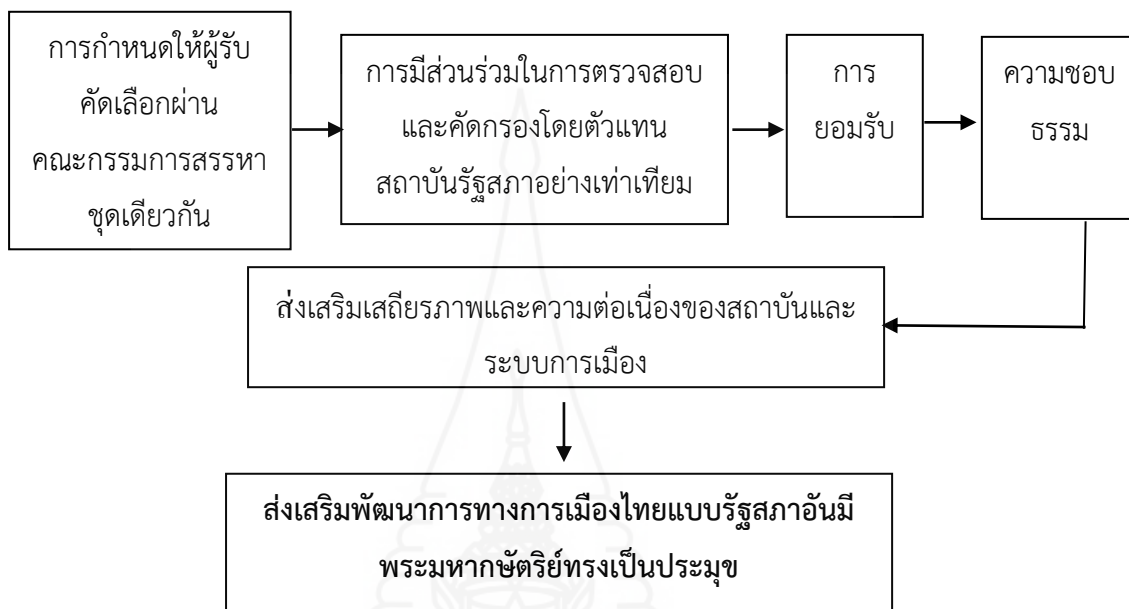 การกำหนดให้ผู้รับ
คัดเลือกผ่าน
คณะกรรมการสรรหา
ชุดเดียวกัน
การมีส่วนร่วมในการตรวจสอบ
และคัดกรองโดยตัวแทน
สถาบันรัฐสภาอย่างเท่าเทียม
การ
ยอมรับ
ความชอบ
ธรรม
ส่งเสริมเสถียรภาพและความต่อเนื่องของสถาบันและ
ระบบการเมือง
ส่งเสริมพัฒนาการทางการเมืองไทยแบบรัฐสภาอันมี
พระมหากษัตริย์ทรงเป็นประมุข